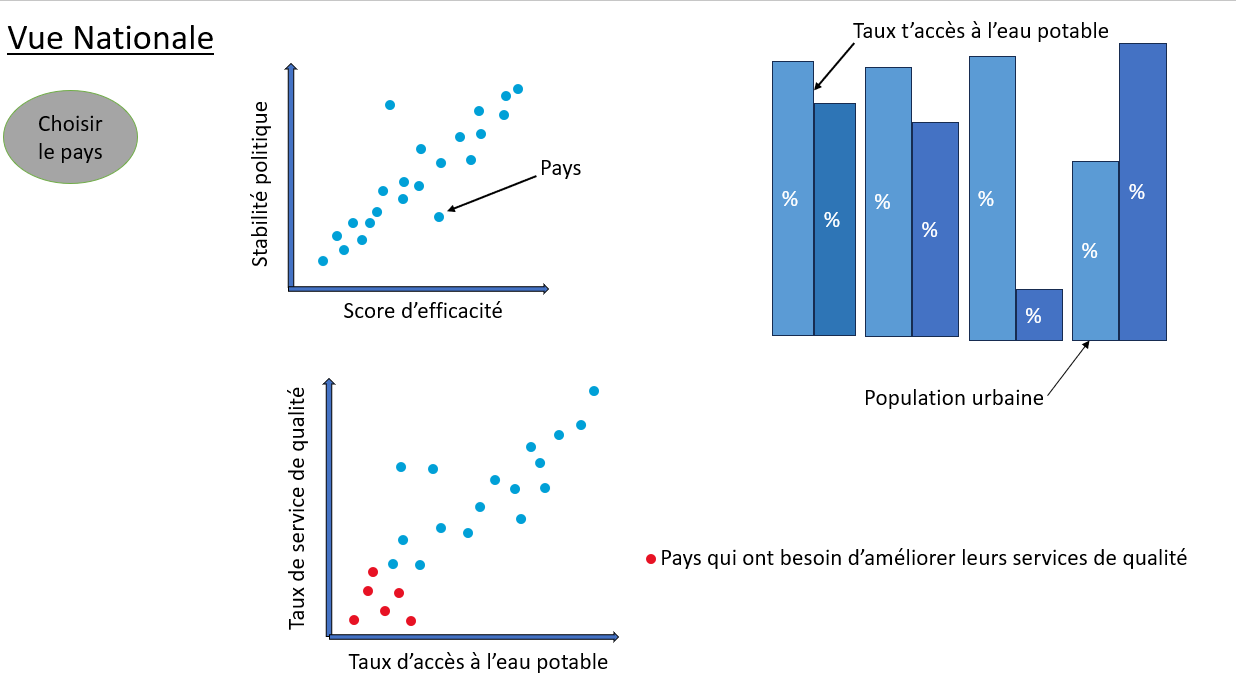 Vue Nationale
Choisir
le pays
Stabilité politique
Pays
Score d'efficacité
Taux t'accès à l'eau potable
%
%
%
%
%
%
%
%
Population urbaine
Taux de service de qualité
Taux d'accès à l'eau potable
Pays qui ont besoin d'améliorer leurs services de qualité